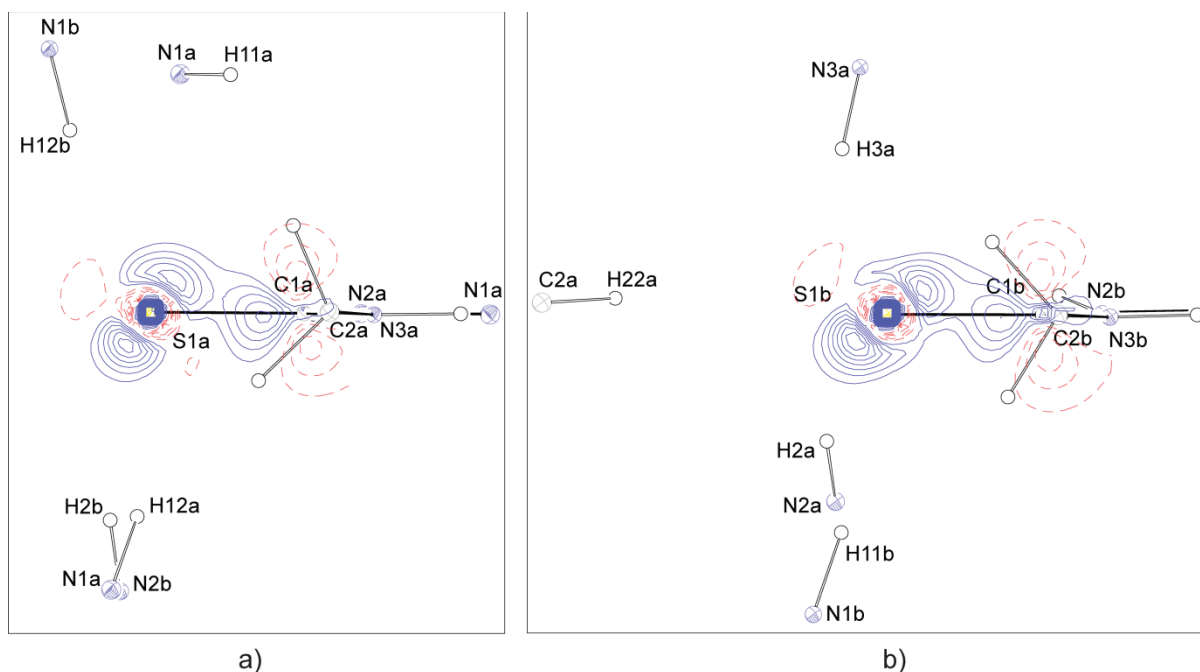 N1b
N1a
H11a
H12b
C1a
N2a
N1a
S1a
C2a
N3a
H2b
H12a
N1a
N2b
a)
N3a
H3a
C2a
H22a
S1b
C1b
N2b
C2b
N3b
H2a
N2a
H11b
N1b
b)